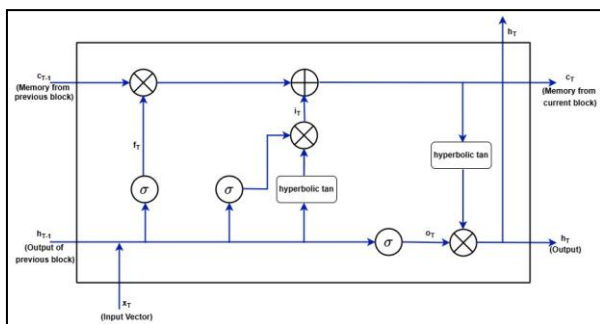 h_T
c_{T-1}
(Memory from
previous block)
c_T
(Memory from
current block)
i_T
f_T
hyperbolic tan
σ
σ
hyperbolic tan
h_{T-1}
(Output of
previous block)
σ
o_T
h_T
(Output)
x_T
(Input Vector)